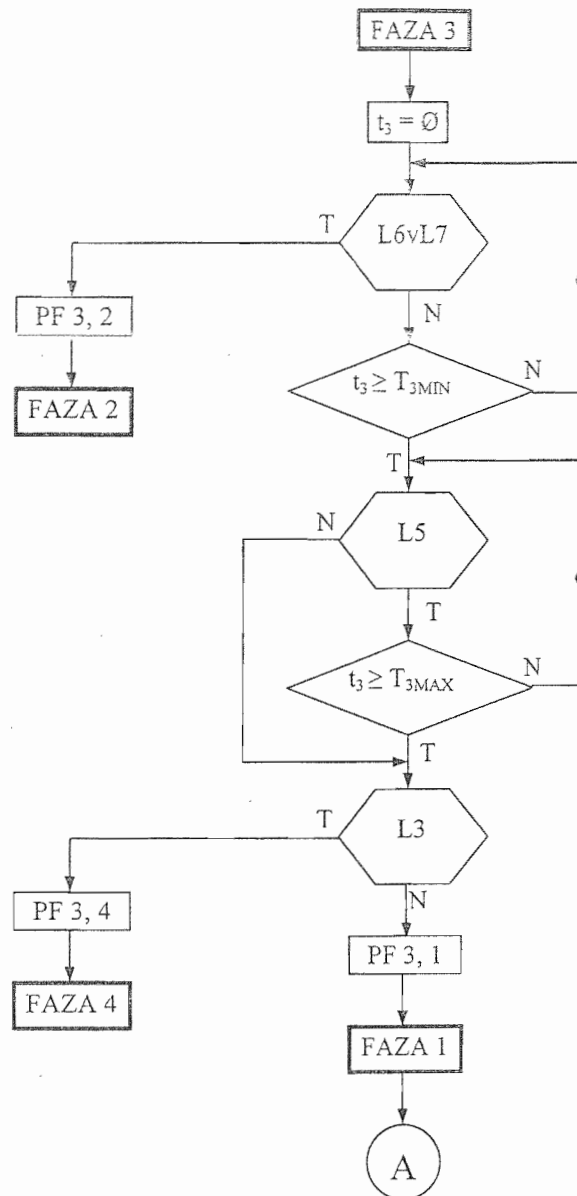 FAZA 3
t₃ = Ø
T
L6vL7
N
PF 3, 2
FAZA 2
t₃ ≥ T₃MIN
N
T
N
L5
T
t₃ ≥ T₃MAX
N
T
T
L3
N
PF 3, 4
PF 3, 1
FAZA 4
FAZA 1
A